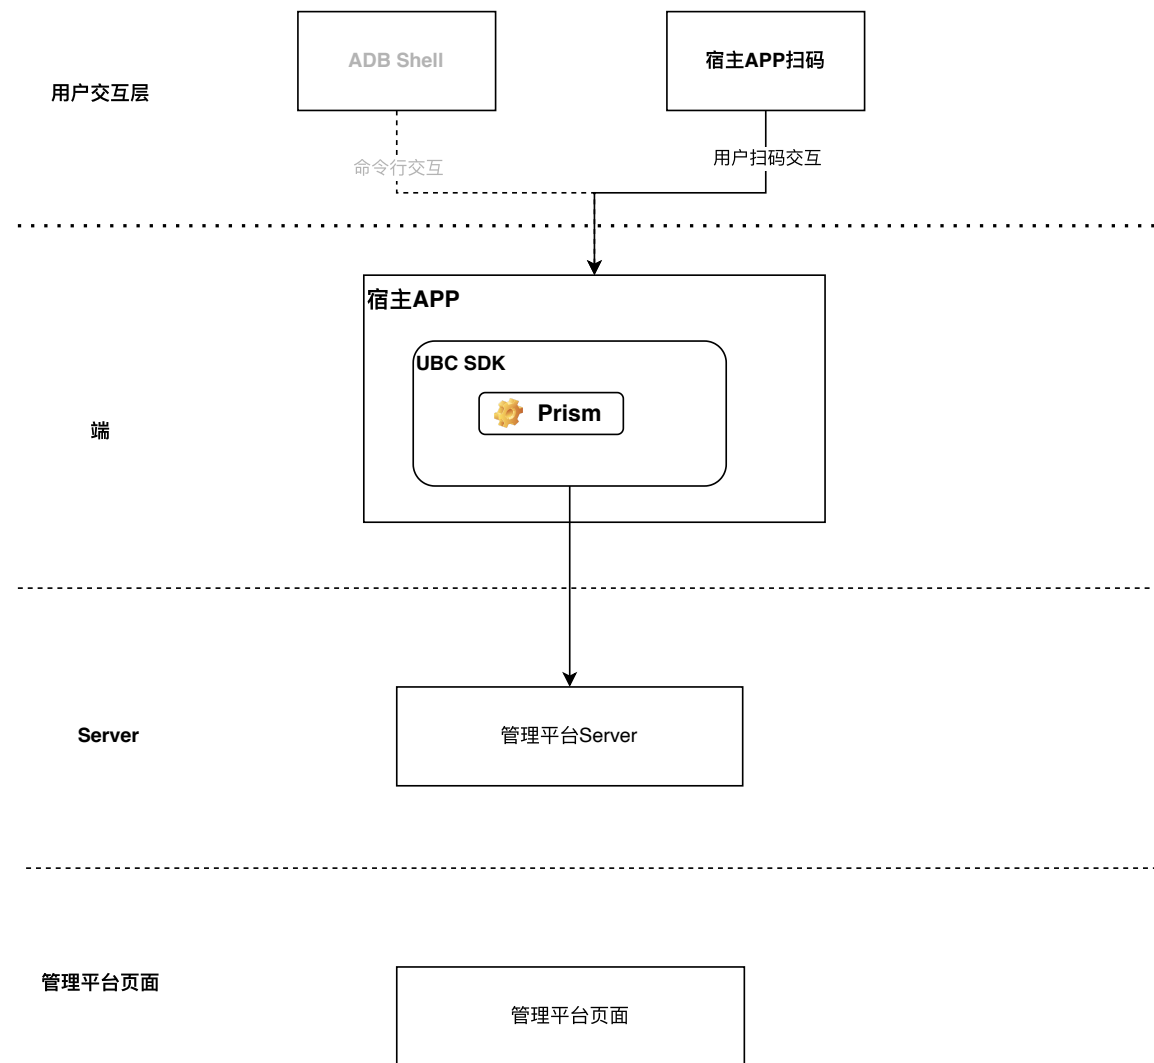 ADB Shell
宿主APP扫码
用户交互层
命令行交互
用户扫码交互
宿主APP
UBC SDK
Prism
端
Server
管理平台Server
管理平台页面
管理平台页面